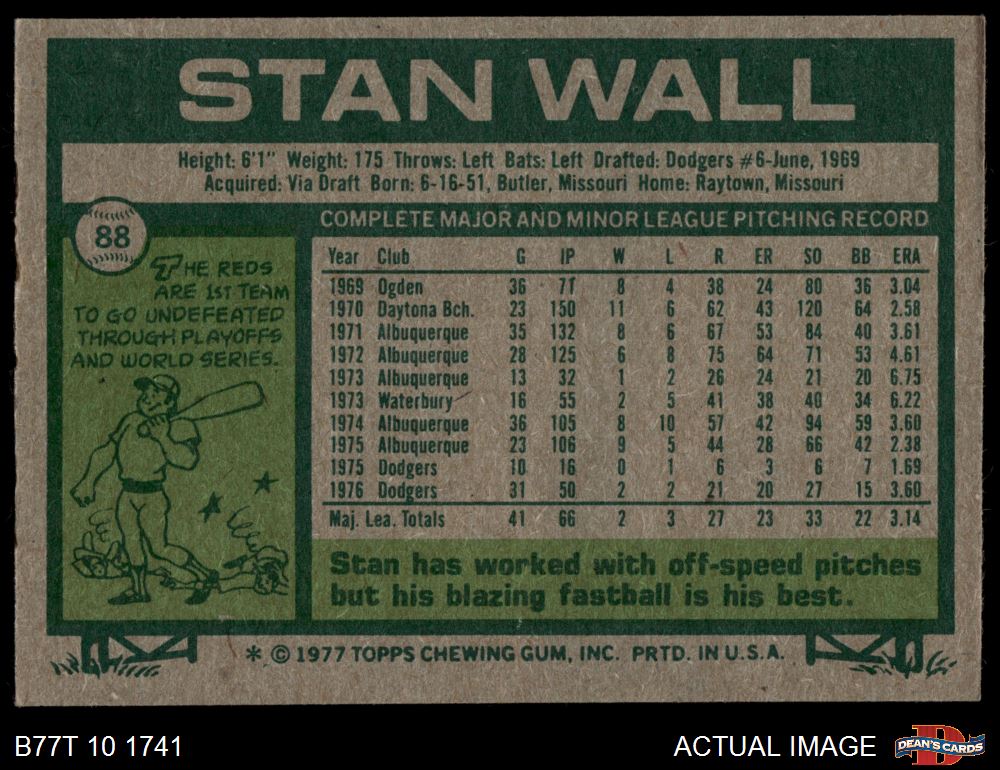 STAN WALL
Height: 6'1" Weight: 175 Throws: Left Bats: Left Drafted: Dodgers #6-June, 1969
Acquired: Via Draft Born: 6-16-51, Butler, Missouri Home: Raytown, Missouri
88
THE REDS
ARE 1ST TEAM
TO GO UNDEFEATED
THROUGH PLAYOFFS
AND WORLD SERIES.
COMPLETE MAJOR AND MINOR LEAGUE PITCHING RECORD
Year Club G IP W L R ER SO BB ERA
1969 Ogden 36 71 8 4 38 24 80 36 3.04
1970 Daytona Bch. 23 150 11 6 62 43 120 64 2.58
1971 Albuquerque 35 132 8 6 67 53 84 40 3.61
1972 Albuquerque 28 125 6 8 75 64 71 53 4.61
1973 Albuquerque 13 32 1 2 26 24 21 20 6.75
1973 Waterbury 16 55 2 5 41 38 40 34 6.22
1974 Albuquerque 36 105 8 10 57 42 94 59 3.60
1975 Albuquerque 23 106 9 5 44 28 66 42 2.38
1975 Dodgers 10 16 0 1 6 3 6 7 1.69
1976 Dodgers 31 50 2 2 21 20 27 15 3.60
Maj. Lea. Totals 41 66 2 3 27 23 33 22 3.14
Stan has worked with off-speed pitches
but his blazing fastball is his best.
* © 1977 TOPPS CHEWING GUM, INC. PRTD. IN U.S.A.
B77T 10 1741
ACTUAL IMAGE
D
DEAN'S CARDS